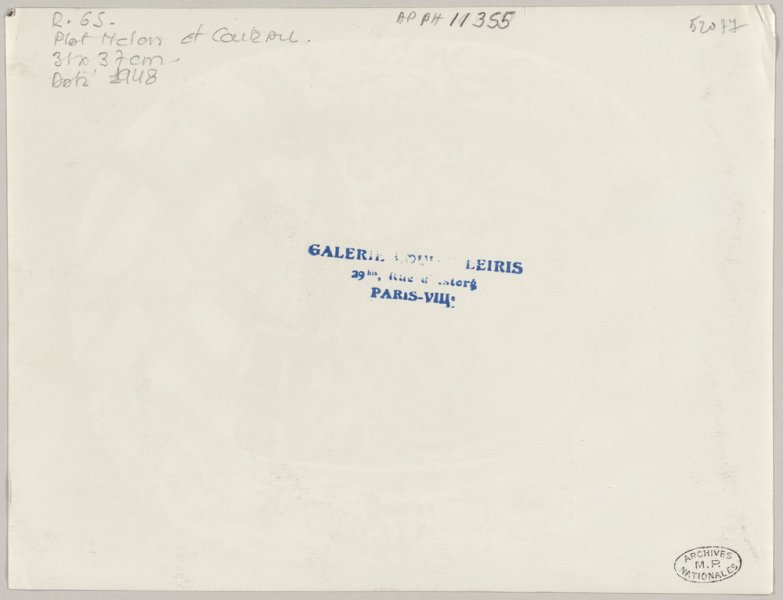 R. 65.
Plat Melon et Couteau.
31 x 37 cm.
Daté 1948
APPH 11355
52077
GALERIE LOUISE LEIRIS
29bis, Rue d'Astorg
PARIS-VIIIe
ARCHIVES
M.P.
NATIONALES